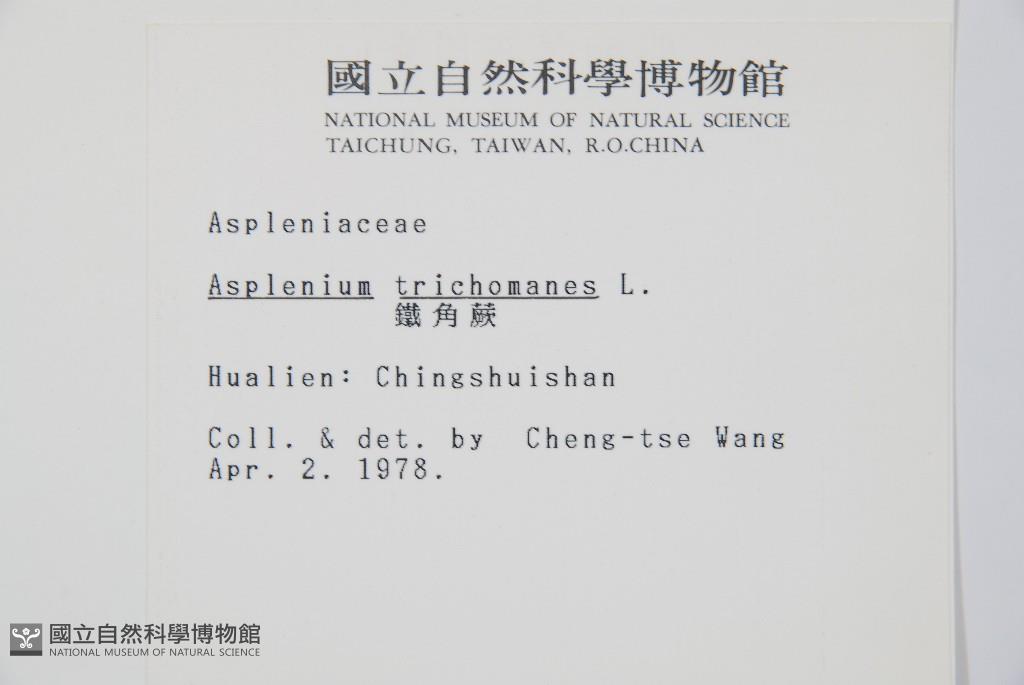 國立自然科學博物館
NATIONAL MUSEUM OF NATURAL SCIENCE
TAICHUNG, TAIWAN, R.O.CHINA
Aspleniaceae
Asplenium trichomanes L.
鐵角蕨
Hualien: Chingshuishan
Coll. & det. by Cheng-tse Wang
Apr. 2. 1978.
國立自然科學博物館
NATIONAL MUSEUM OF NATURAL SCIENCE